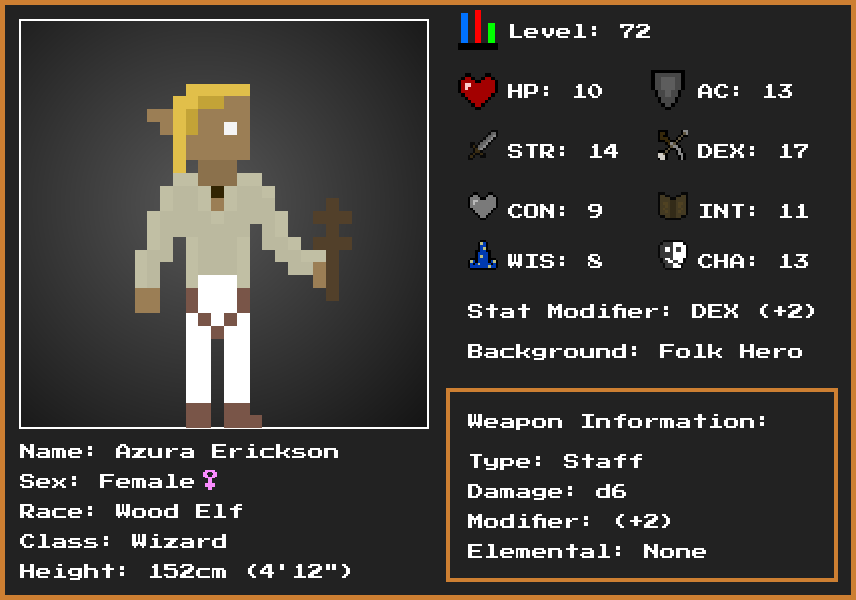 Level: 72
HP: 10 AC: 13
STR: 14 DEX: 17
CON: 9 INT: 11
WIS: 8 CHA: 13
Stat Modifier: DEX (+2)
Background: Folk Hero
Weapon Information:
Type: Staff
Damage: d6
Modifier: (+2)
Elemental: None
Name: Azura Erickson
Sex: Female♀
Race: Wood Elf
Class: Wizard
Height: 152cm (4'12")